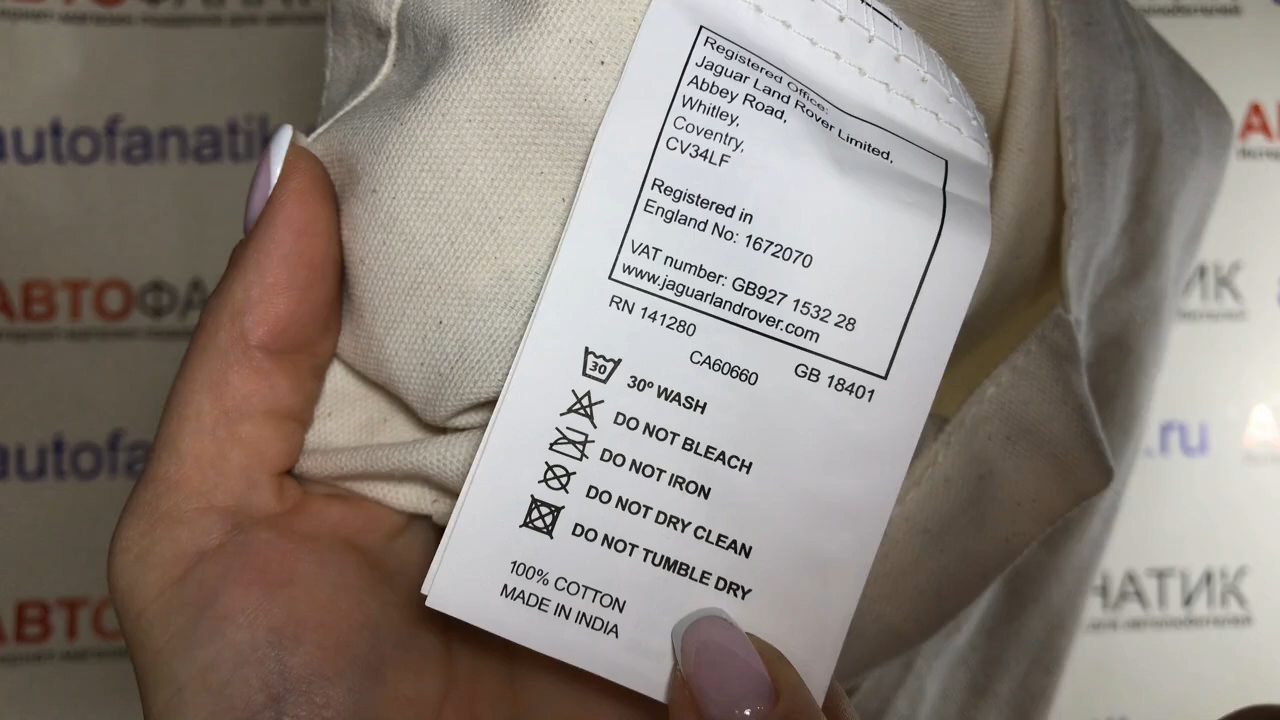 Registered Office:
Jaguar Land Rover Limited,
Abbey Road,
Whitley,
Coventry,
CV34LF
Registered in
England No: 1672070
VAT number: GB927 1532 28
www.jaguarlandrover.com
RN 141280
CA60660
GB 18401
30
30º WASH
DO NOT BLEACH
DO NOT IRON
DO NOT DRY CLEAN
DO NOT TUMBLE DRY
100% COTTON
MADE IN INDIA
autofanatik
АВТОФА
autofa
АВТО
ИК
.ru
НАТИК